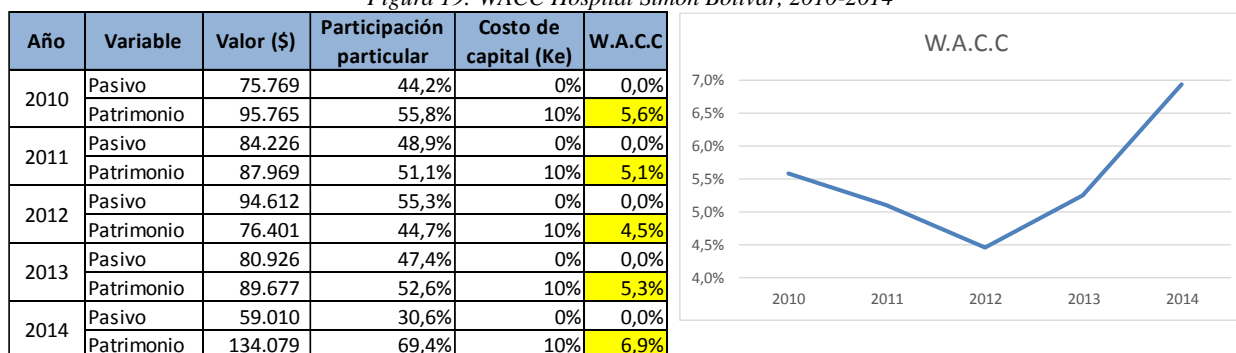 Figura 19. WACC Hospital Simón Bolívar, 2010-2014
Año Variable Valor ($) Participación particular Costo de capital (Ke) W.A.C.C
2010 Pasivo 75.769 44,2% 0% 0,0%
Patrimonio 95.765 55,8% 10% 5,6%
2011 Pasivo 84.226 48,9% 0% 0,0%
Patrimonio 87.969 51,1% 10% 5,1%
2012 Pasivo 94.612 55,3% 0% 0,0%
Patrimonio 76.401 44,7% 10% 4,5%
2013 Pasivo 80.926 47,4% 0% 0,0%
Patrimonio 89.677 52,6% 10% 5,3%
2014 Pasivo 59.010 30,6% 0% 0,0%
Patrimonio 134.079 69,4% 10% 6,9%
W.A.C.C
7,0%
6,5%
6,0%
5,5%
5,0%
4,5%
4,0%
2010 2011 2012 2013 2014